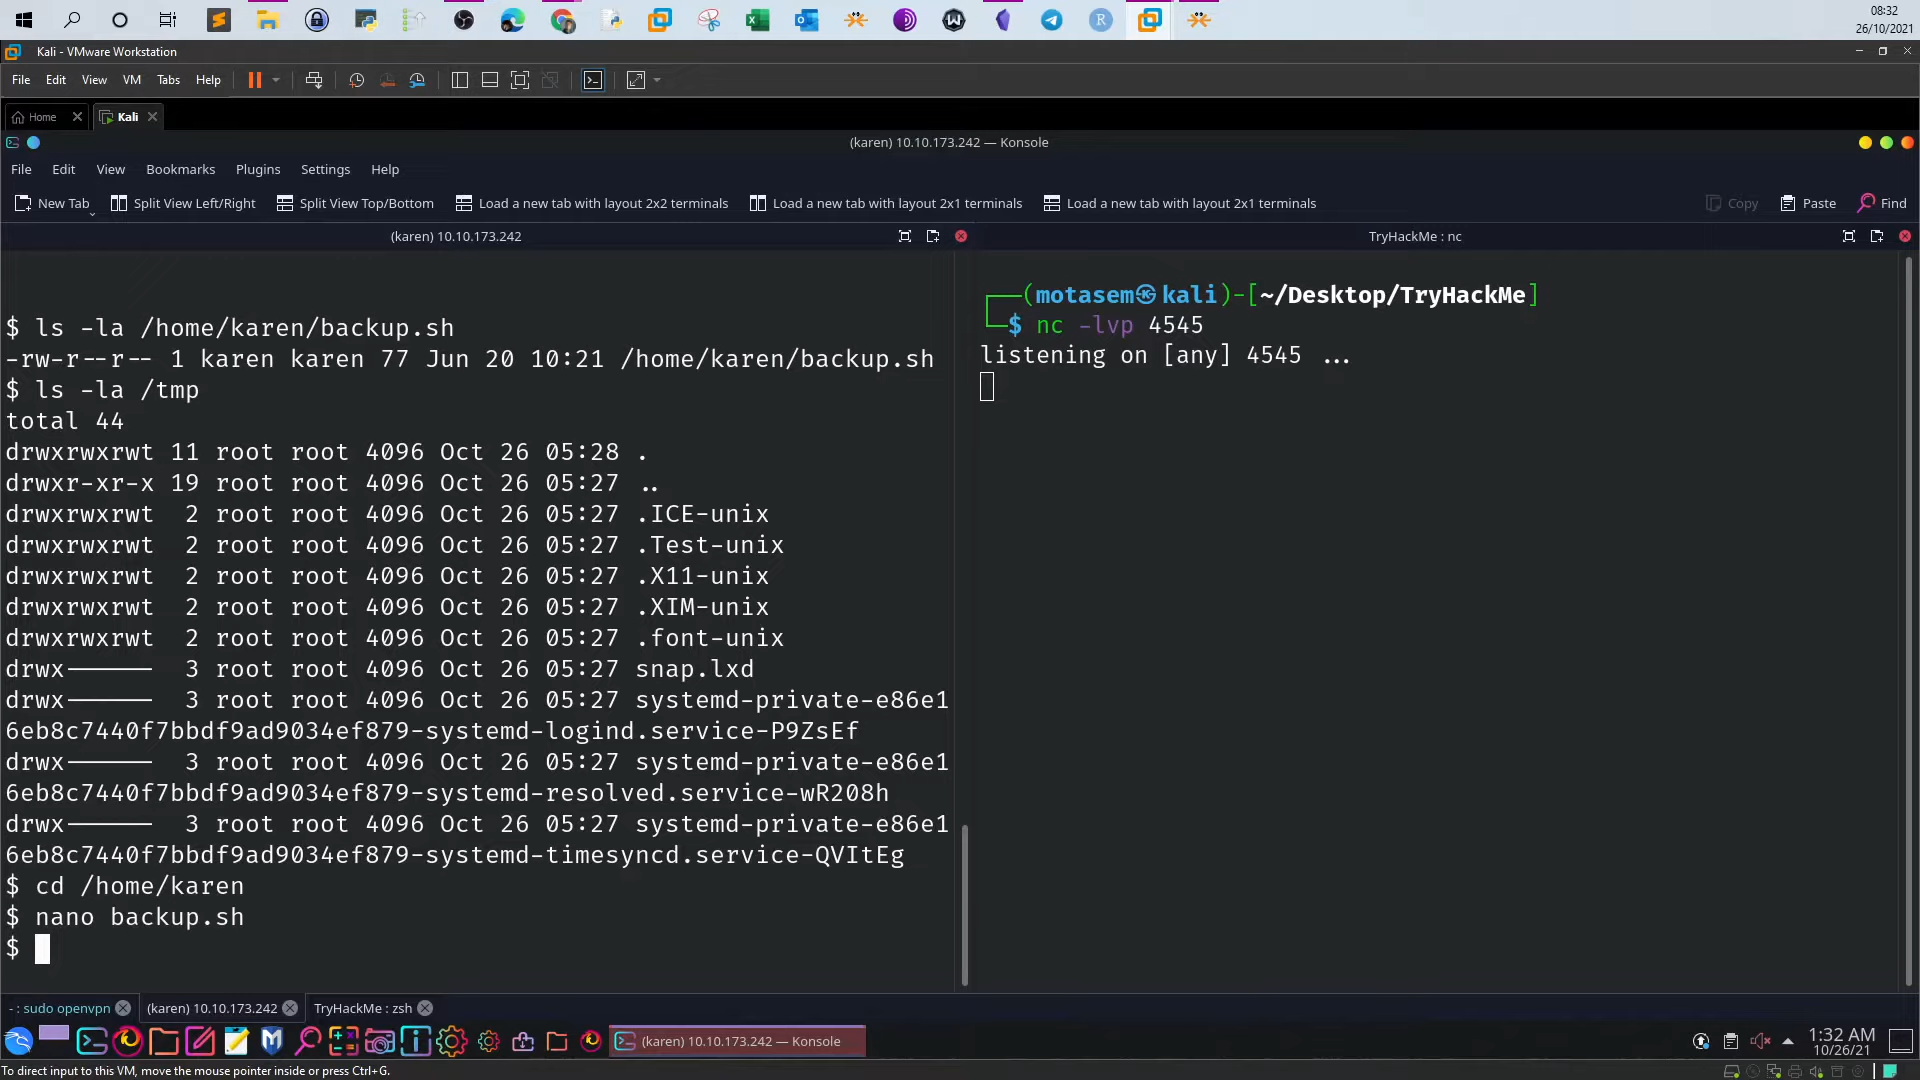 08:32
26/10/2021
Kali - VMware Workstation
File Edit View VM Tabs Help
Home
Kali
(karen) 10.10.173.242 — Konsole
File Edit View Bookmarks Plugins Settings Help
New Tab Split View Left/Right Split View Top/Bottom Load a new tab with layout 2x2 terminals Load a new tab with layout 2x1 terminals Load a new tab with layout 2x1 terminals Copy Paste Find
(karen) 10.10.173.242
$ ls -la /home/karen/backup.sh
-rw-r--r-- 1 karen karen 77 Jun 20 10:21 /home/karen/backup.sh
$ ls -la /tmp
total 44
drwxrwxrwt 11 root root 4096 Oct 26 05:28 .
drwxr-xr-x 19 root root 4096 Oct 26 05:27 ..
drwxrwxrwt  2 root root 4096 Oct 26 05:27 .ICE-unix
drwxrwxrwt  2 root root 4096 Oct 26 05:27 .Test-unix
drwxrwxrwt  2 root root 4096 Oct 26 05:27 .X11-unix
drwxrwxrwt  2 root root 4096 Oct 26 05:27 .XIM-unix
drwxrwxrwt  2 root root 4096 Oct 26 05:27 .font-unix
drwx------  3 root root 4096 Oct 26 05:27 snap.lxd
drwx------  3 root root 4096 Oct 26 05:27 systemd-private-e86e1
6eb8c7440f7bbdf9ad9034ef879-systemd-logind.service-P9ZsEf
drwx------  3 root root 4096 Oct 26 05:27 systemd-private-e86e1
6eb8c7440f7bbdf9ad9034ef879-systemd-resolved.service-wR208h
drwx------  3 root root 4096 Oct 26 05:27 systemd-private-e86e1
6eb8c7440f7bbdf9ad9034ef879-systemd-timesyncd.service-QVItEg
$ cd /home/karen
$ nano backup.sh
$
TryHackMe : nc
(motasem㉿kali)-[~/Desktop/TryHackMe]
$ nc -lvp 4545
listening on [any] 4545 ...
- : sudo openvpn (karen) 10.10.173.242 TryHackMe : zsh
(karen) 10.10.173.242 — Konsole
1:32 AM
10/26/21
To direct input to this VM, move the mouse pointer inside or press Ctrl+G.